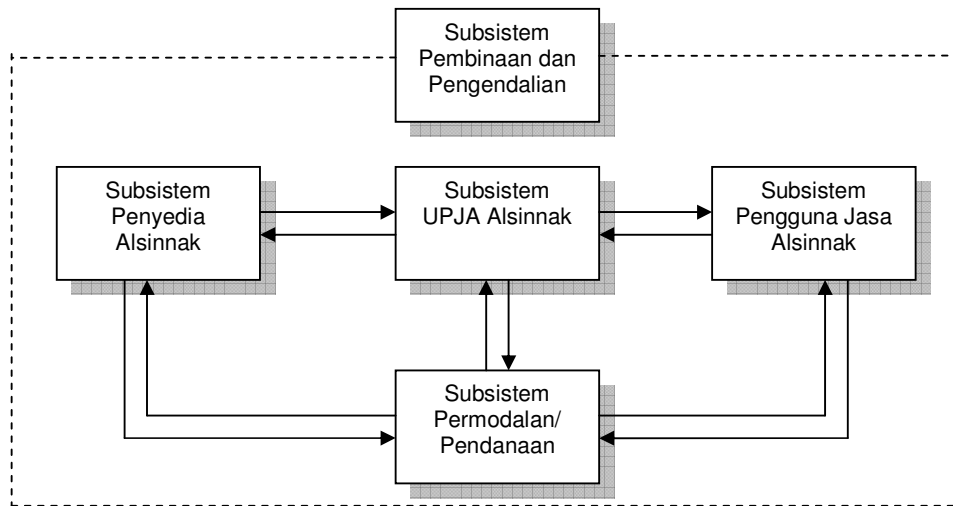 Subsistem
Pembinaan dan
Pengendalian
Subsistem
Penyedia
Alsinnak
Subsistem
UPJA Alsinnak
Subsistem
Pengguna Jasa
Alsinnak
Subsistem
Permodalan/
Pendanaan